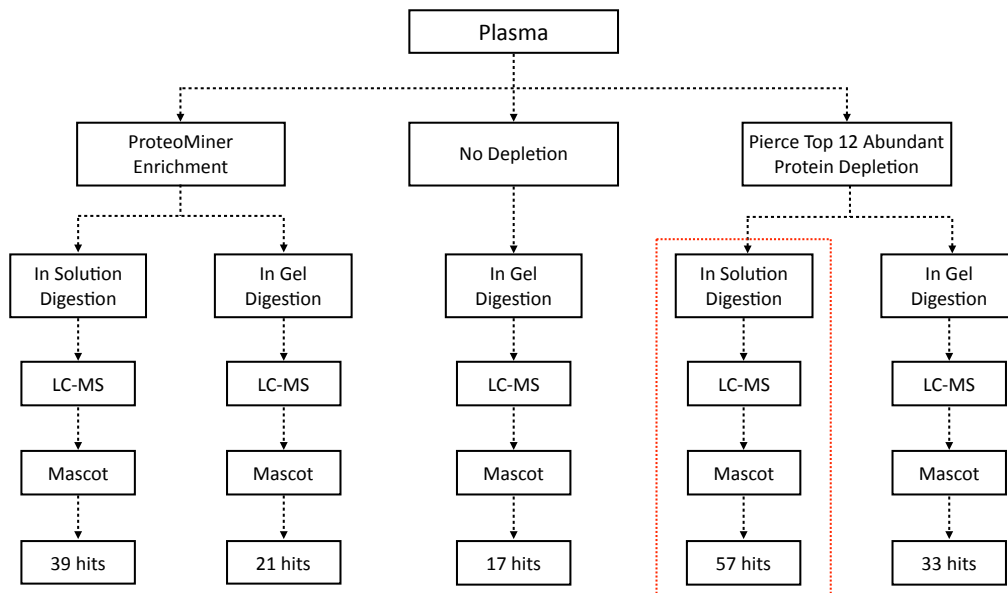 Plasma
ProteoMiner
Enrichment
No Depletion
Pierce Top 12 Abundant
Protein Depletion
In Solution
Digestion
In Gel
Digestion
In Gel
Digestion
In Solution
Digestion
In Gel
Digestion
LC-MS
LC-MS
LC-MS
LC-MS
LC-MS
Mascot
Mascot
Mascot
Mascot
Mascot
39 hits
21 hits
17 hits
57 hits
33 hits